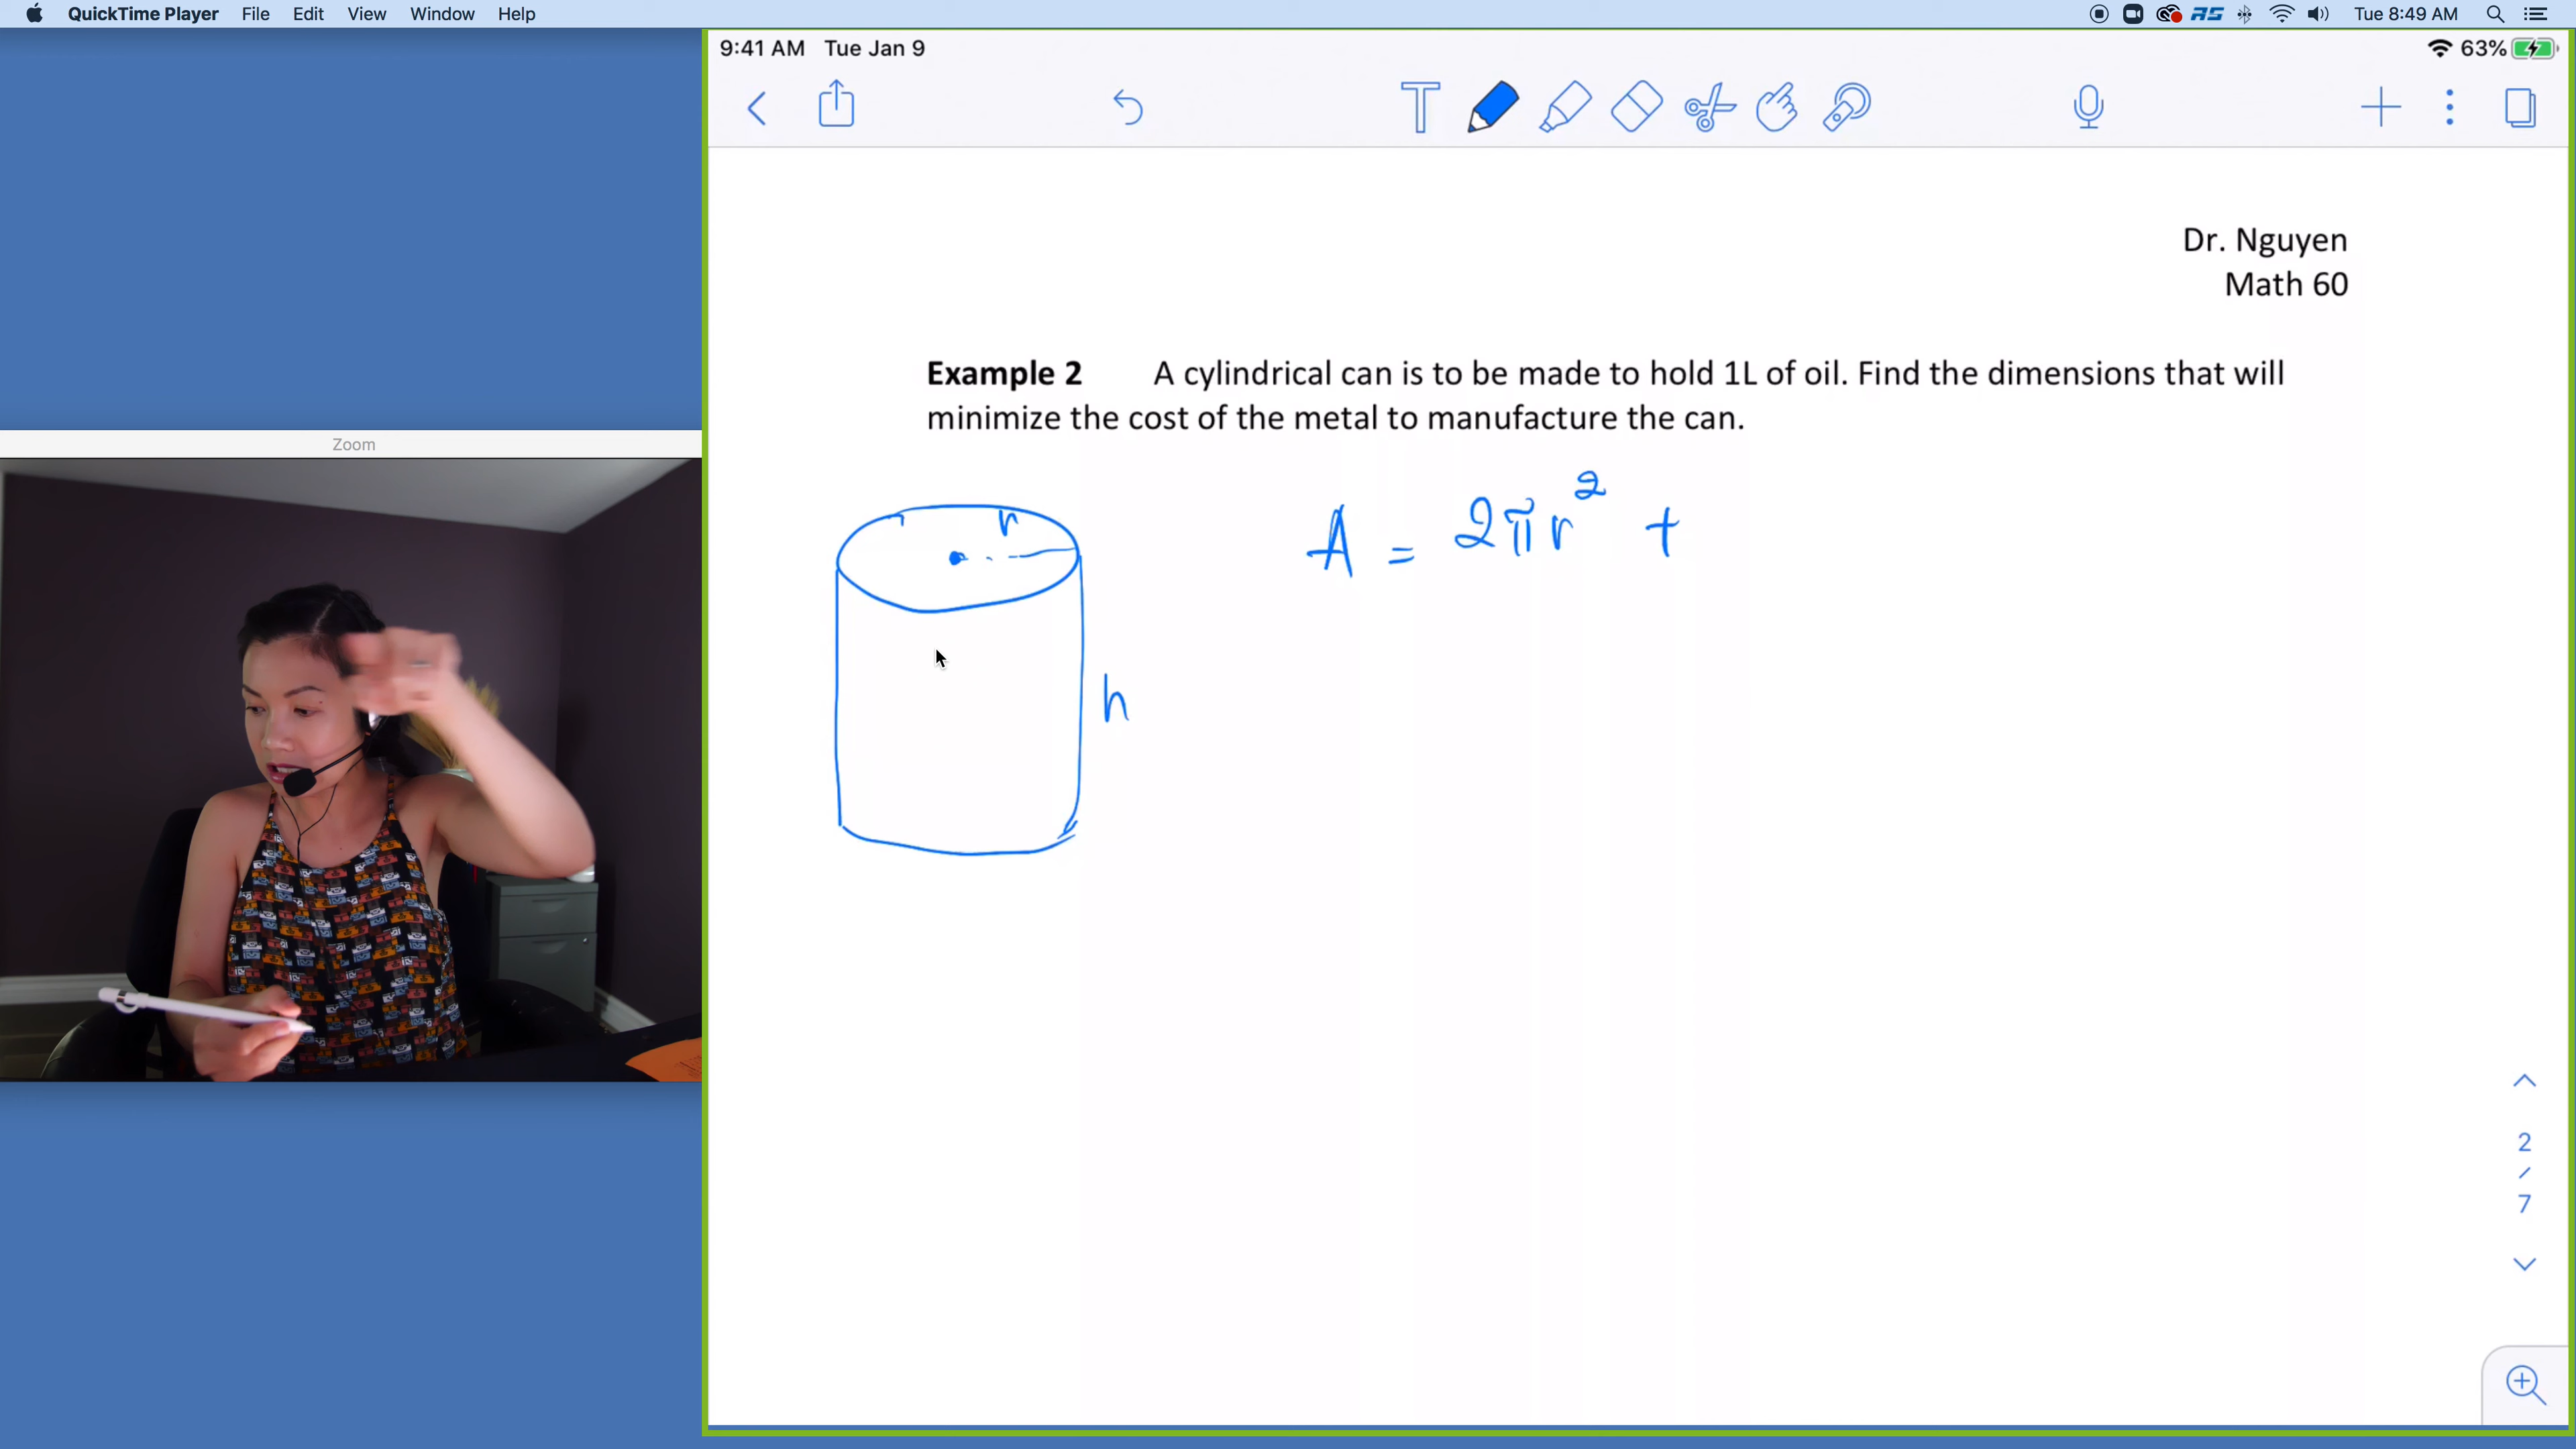 QuickTime Player File Edit View Window Help Tue 8:49 AM
9:41 AM Tue Jan 9 63%
T
Dr. Nguyen
Math 60
Example 2 A cylindrical can is to be made to hold 1L of oil. Find the dimensions that will
minimize the cost of the metal to manufacture the can.
Zoom
r
A = 2πr² +
h
2
/
7